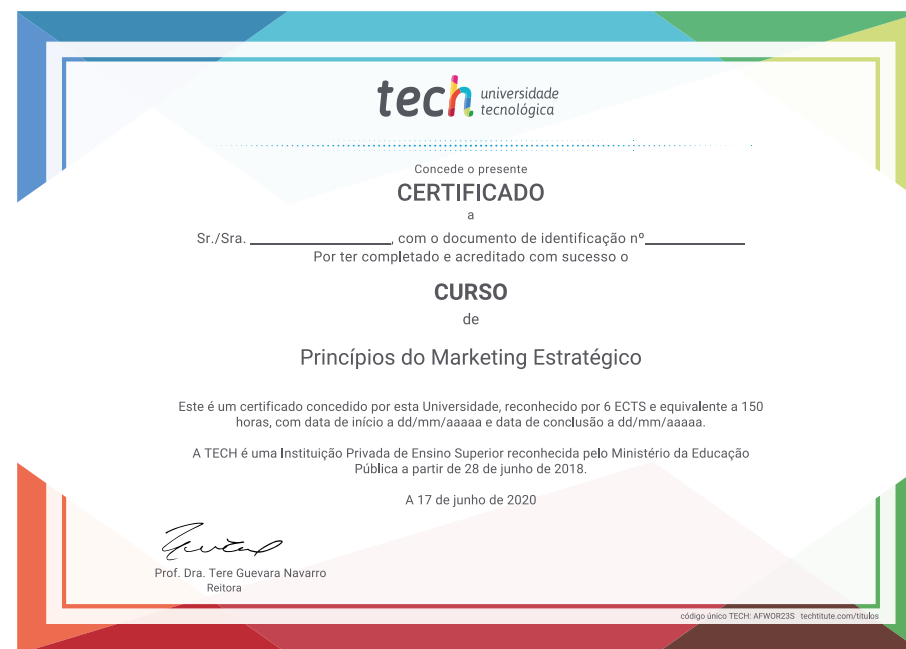 tech universidade
tecnológica
Concede o presente
CERTIFICADO
a
Sr./Sra. ____________________, com o documento de identificação nº______________
Por ter completado e acreditado com sucesso o
CURSO
de
Princípios do Marketing Estratégico
Este é um certificado concedido por esta Universidade, reconhecido por 6 ECTS e equivalente a 150
horas, com data de início a dd/mm/aaaaa e data de conclusão a dd/mm/aaaaa.
A TECH é uma Instituição Privada de Ensino Superior reconhecida pelo Ministério da Educação
Pública a partir de 28 de junho de 2018.
A 17 de junho de 2020
Prof. Dra. Tere Guevara Navarro
Reitora
código único TECH: AFWOR23S techtitute.com/titulos